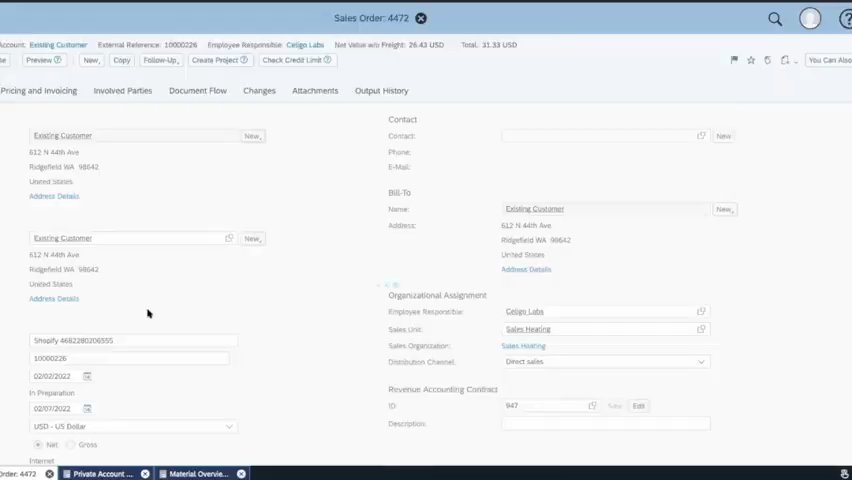 Sales Order: 4472
Account: Existing Customer External Reference: 10000226 Employee Responsible: Celigo Labs Net Value w/o Freight: 26.43 USD Total: 31.33 USD
Preview New Copy Follow-Up Create Project Check Credit Limit You Can Also
Pricing and Invoicing Involved Parties Document Flow Changes Attachments Output History
Existing Customer New
612 N 44th Ave
Ridgefield WA 98642
United States
Address Details
Existing Customer New
612 N 44th Ave
Ridgefield WA 98642
United States
Address Details
Shopify 4682280206555
10000226
02/02/2022
In Preparation
02/07/2022
USD - US Dollar
Net Gross
Internet
Contact
Contact: New
Phone:
E-Mail:
Bill-To
Name: Existing Customer New
Address: 612 N 44th Ave
Ridgefield WA 98642
United States
Address Details
Organizational Assignment
Employee Responsible: Celigo Labs
Sales Unit: Sales Heating
Sales Organization: Sales Heating
Distribution Channel: Direct sales
Revenue Accounting Contract
ID: 947 Edit
Description:
Order: 4472 Private Account ... Material Overvie...